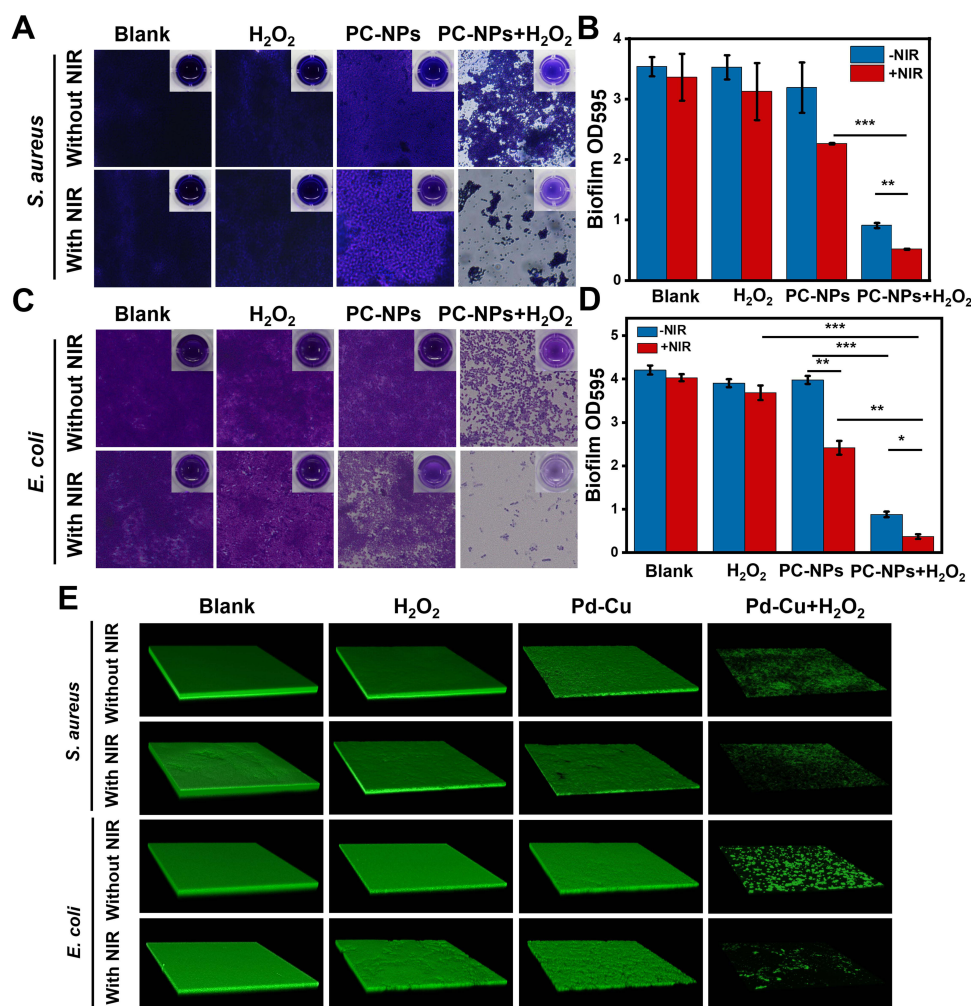 A
Blank H₂O₂ PC-NPs PC-NPs+H₂O₂
S. aureus
Without NIR
With NIR
B
Biofilm OD595
4
3
2
1
0
-NIR
+NIR
***
**
Blank H₂O₂ PC-NPs PC-NPs+H₂O₂
C
Blank H₂O₂ PC-NPs PC-NPs+H₂O₂
E. coli
Without NIR
With NIR
D
Biofilm OD595
6
5
4
2
1
0
-NIR
+NIR
***
***
**
**
*
Blank H₂O₂ PC-NPs PC-NPs+H₂O₂
E
Blank H₂O₂ Pd-Cu Pd-Cu+H₂O₂
S. aureus
Without NIR
With NIR
E. coli
Without NIR
With NIR